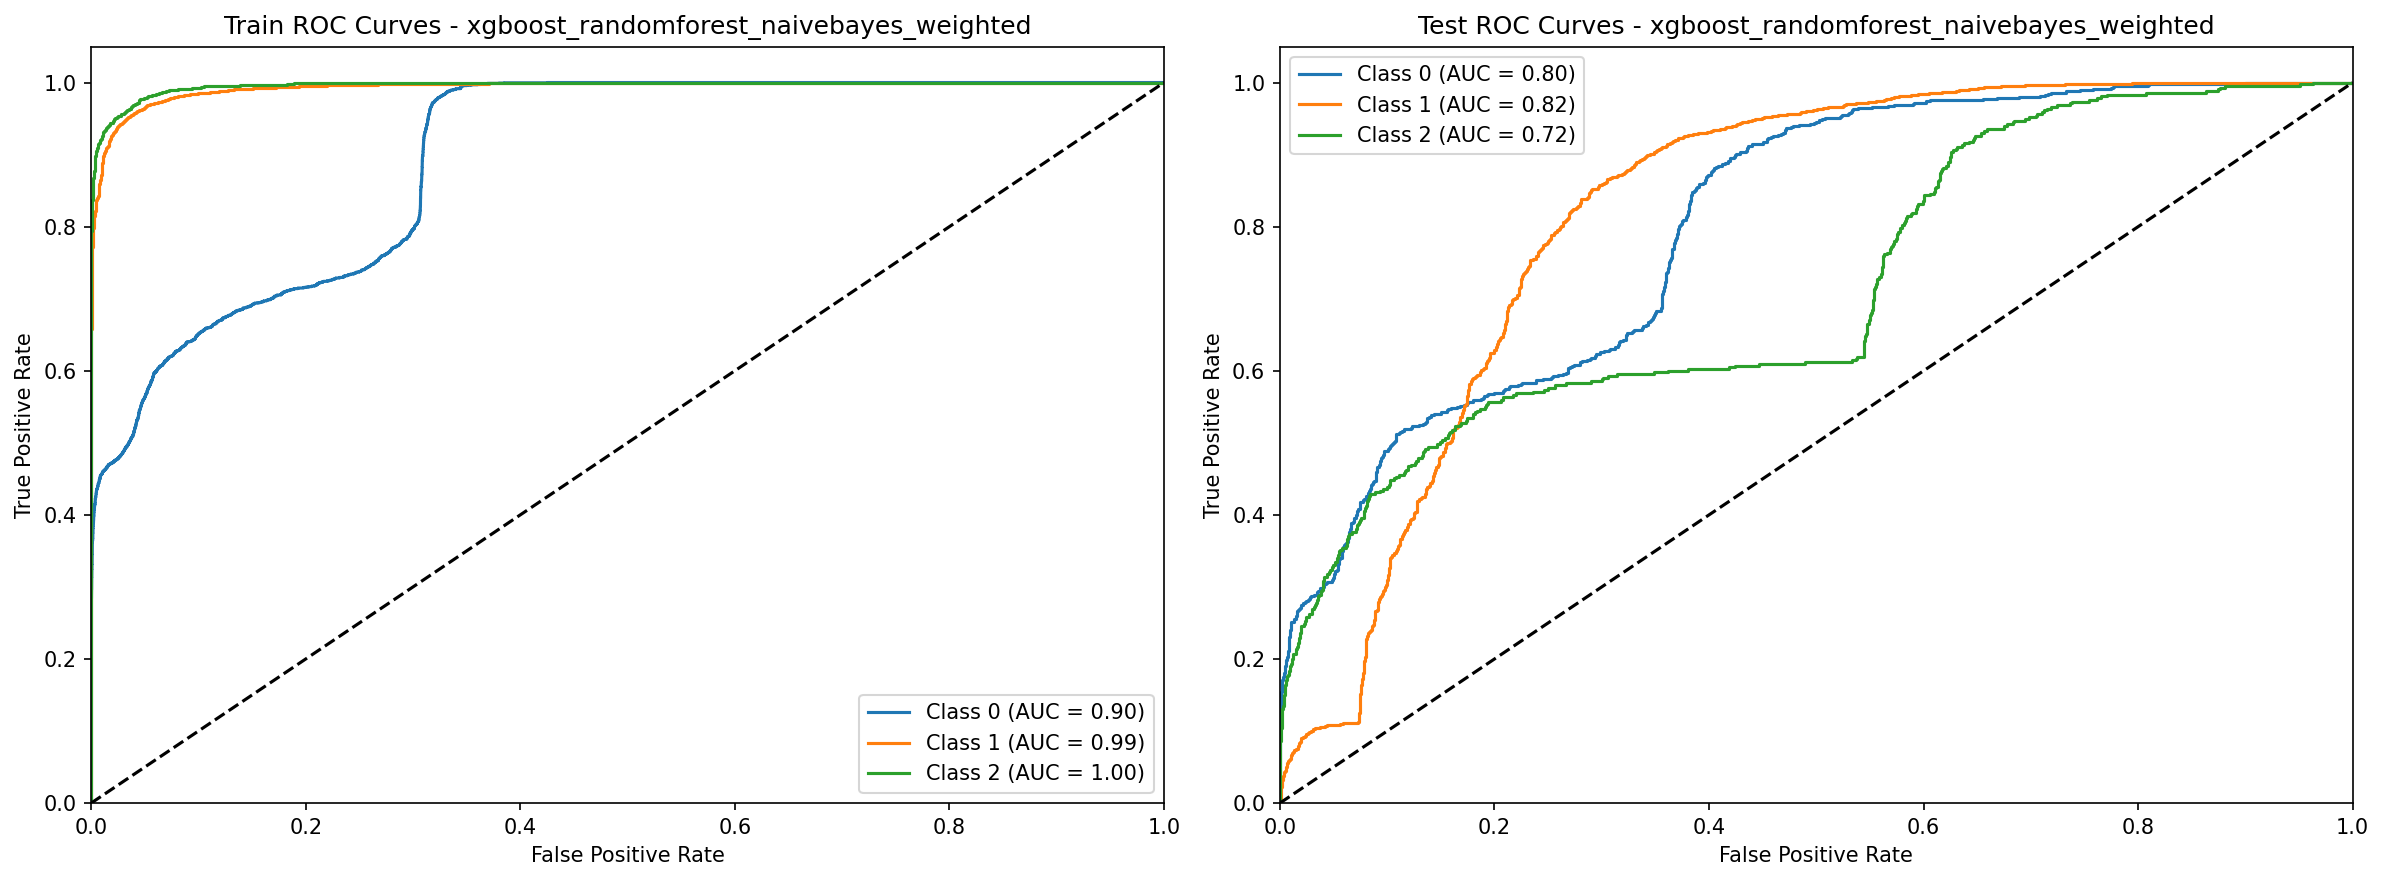 Train ROC Curves - xgboost_randomforest_naivebayes_weighted
True Positive Rate
1.0
0.8
0.6
0.4
0.2
0.0
0.0 0.2 0.4 0.6 0.8 1.0
False Positive Rate
Class 0 (AUC = 0.90)
Class 1 (AUC = 0.99)
Class 2 (AUC = 1.00)
Test ROC Curves - xgboost_randomforest_naivebayes_weighted
Class 0 (AUC = 0.80)
Class 1 (AUC = 0.82)
Class 2 (AUC = 0.72)
True Positive Rate
1.0
0.8
0.6
0.4
0.2
0.0
0.0 0.2 0.4 0.6 0.8 1.0
False Positive Rate